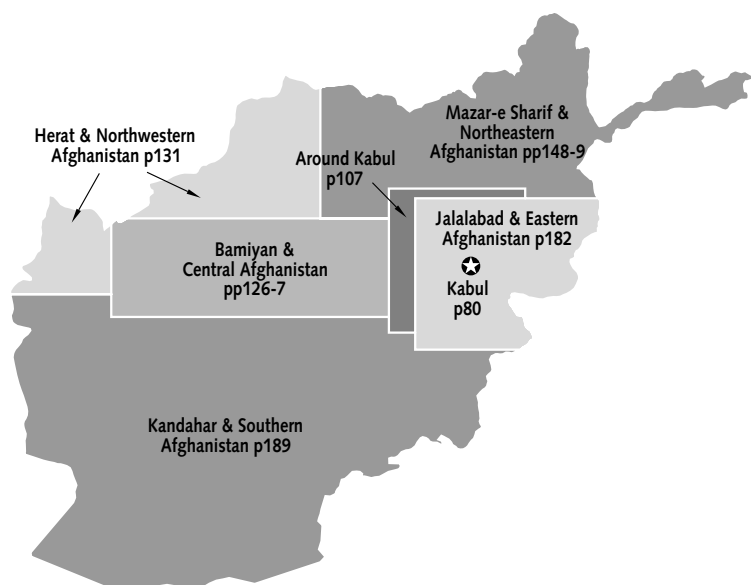 Mazar-e Sharif &
Northeastern
Afghanistan pp148-9
Herat & Northwestern
Afghanistan p131
Around Kabul
p107
Jalalabad & Eastern
Afghanistan p182
Bamiyan &
Central Afghanistan
pp126-7
Kabul
p80
Kandahar & Southern
Afghanistan p189